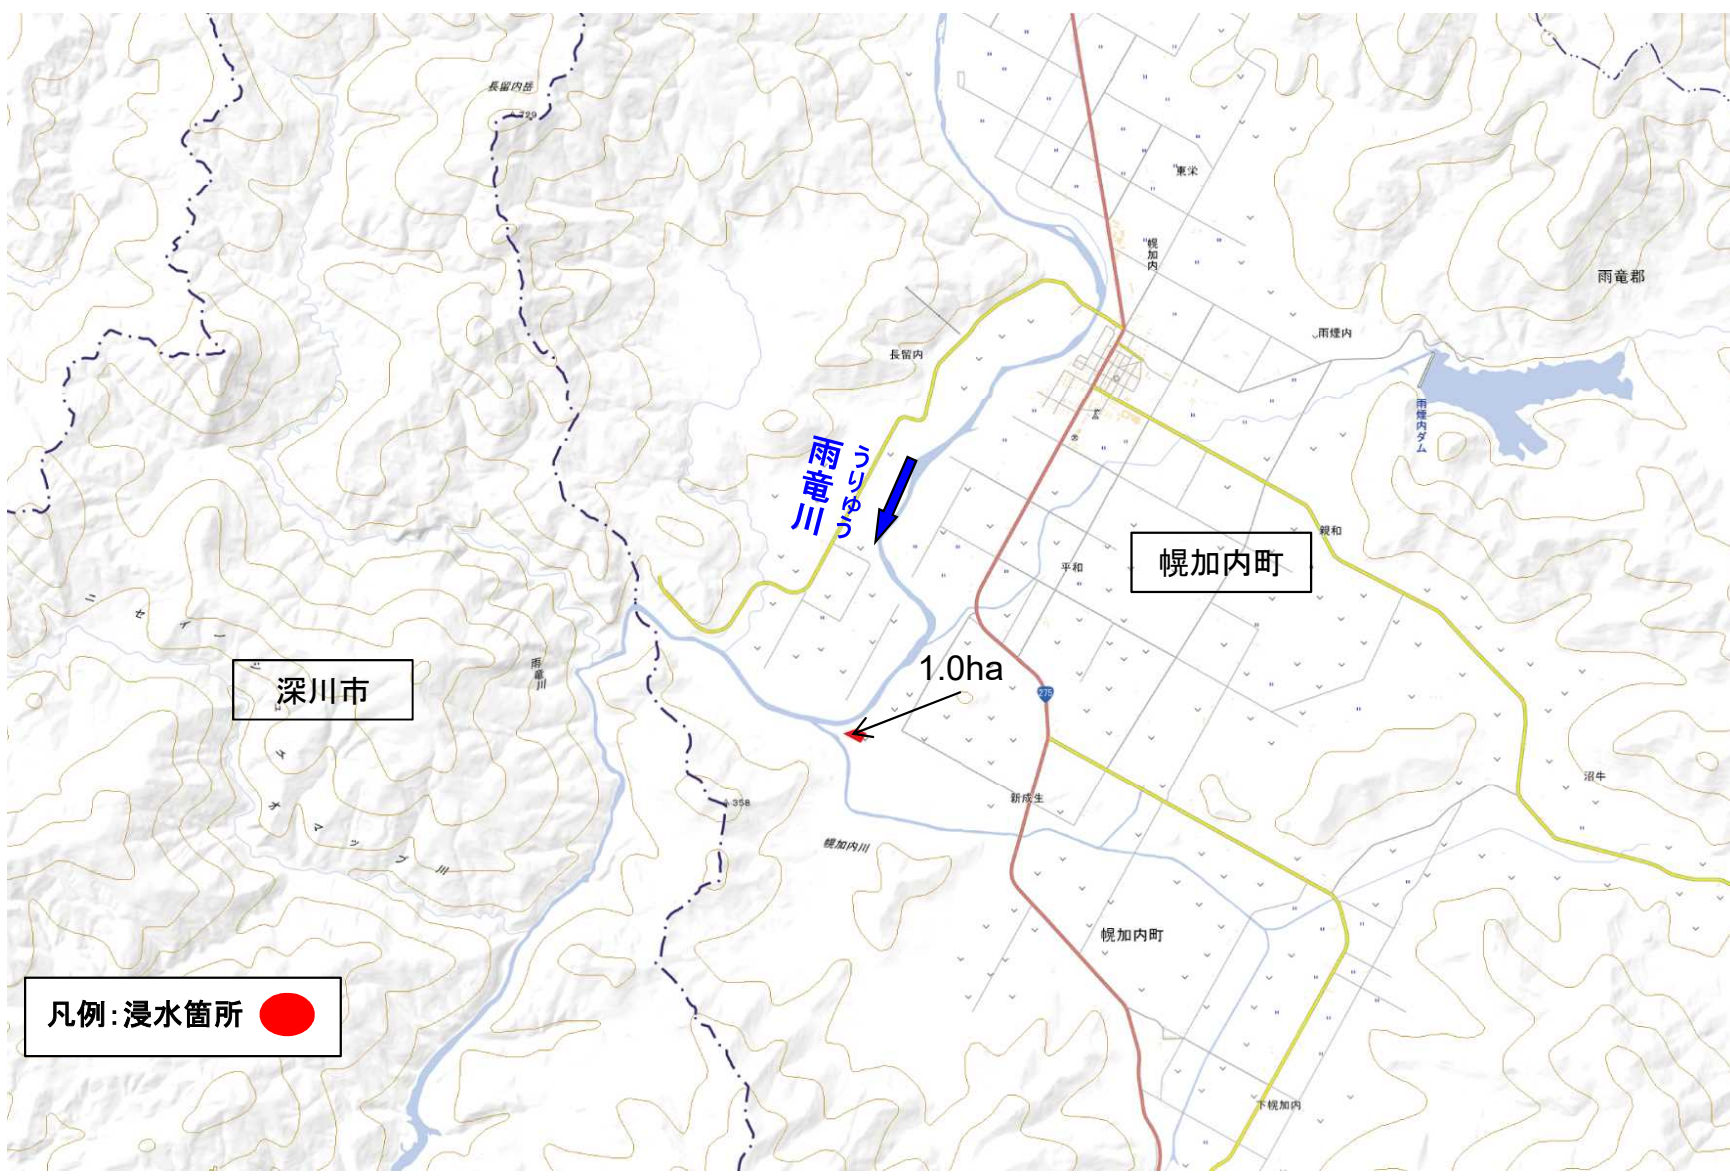 長留内岳
729
東栄
幌加内
雨竜郡
雨煙内
長留内
雨煙内ダム
雨竜川
うりゅう
親和
平和
幌加内町
雨竜川
深川市
1.0ha
275
沼牛
新成生
358
幌加内川
幌加内町
凡例:浸水箇所
下幌加内